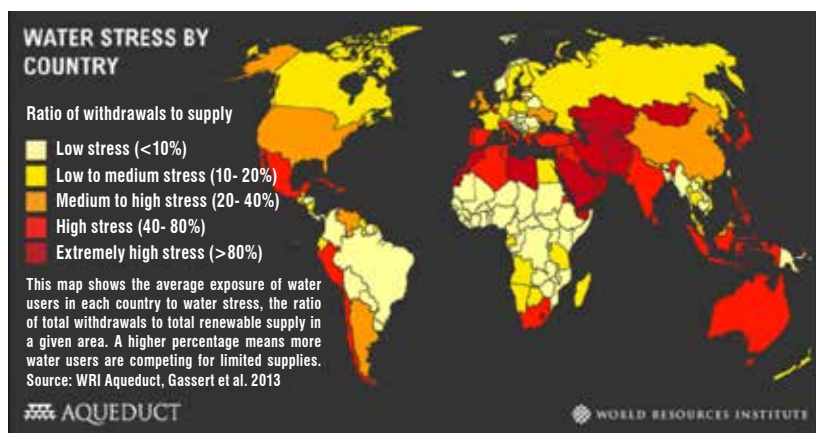 WATER STRESS BY
COUNTRY
Ratio of withdrawals to supply
Low stress (<10%)
Low to medium stress (10- 20%)
Medium to high stress (20- 40%)
High stress (40- 80%)
Extremely high stress (>80%)
This map shows the average exposure of water
users in each country to water stress, the ratio
of total withdrawals to total renewable supply in
a given area. A higher percentage means more
water users are competing for limited supplies.
Source: WRI Aqueduct, Gassert et al. 2013
AQUEDUCT
WORLD RESOURCES INSTITUTE